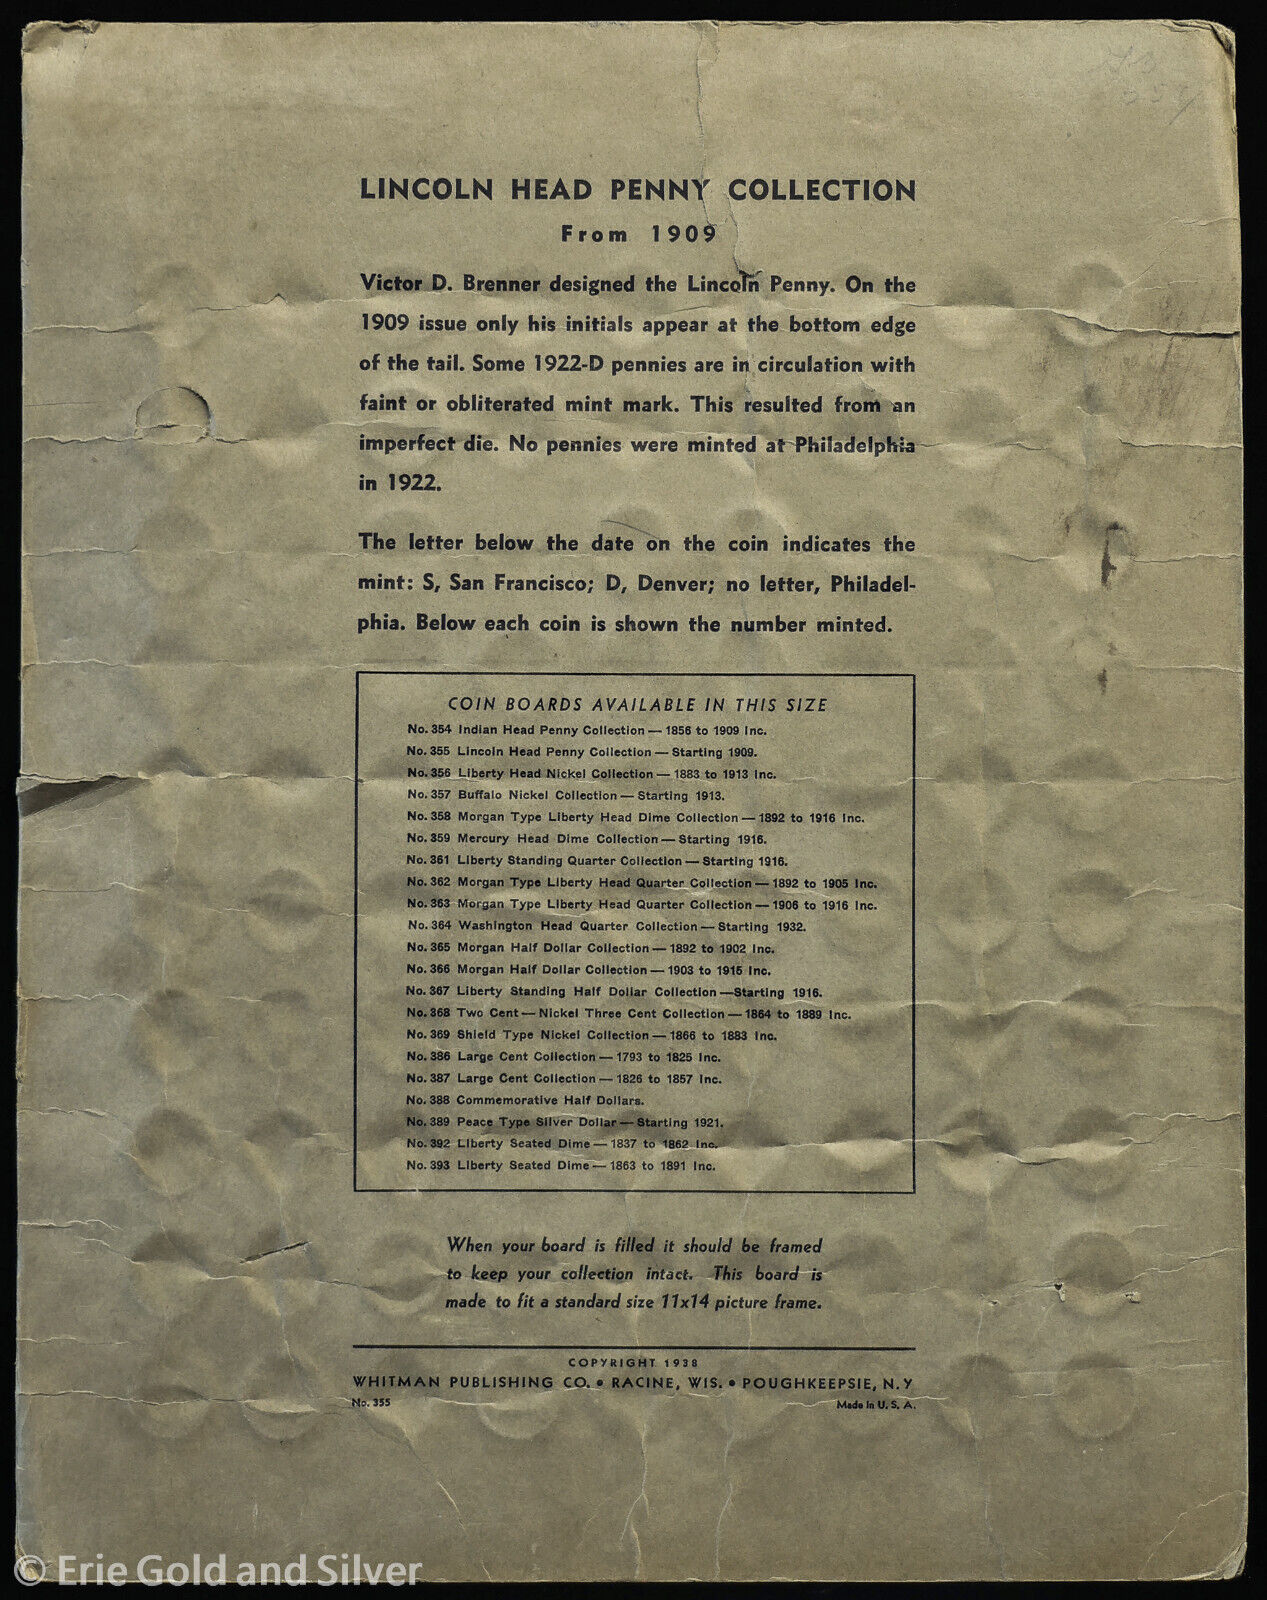 LINCOLN HEAD PENNY COLLECTION
From 1909
Victor D. Brenner designed the Lincoln Penny. On the
1909 issue only his initials appear at the bottom edge
of the tail. Some 1922-D pennies are in circulation with
faint or obliterated mint mark. This resulted from an
imperfect die. No pennies were minted at Philadelphia
in 1922.
The letter below the date on the coin indicates the
mint: S, San Francisco; D, Denver; no letter, Philadel-
phia. Below each coin is shown the number minted.
COIN BOARDS AVAILABLE IN THIS SIZE
No. 354 Indian Head Penny Collection — 1856 to 1909 Inc.
No. 355 Lincoln Head Penny Collection — Starting 1909.
No. 356 Liberty Head Nickel Collection — 1883 to 1913 Inc.
No. 357 Buffalo Nickel Collection — Starting 1913.
No. 358 Morgan Type Liberty Head Dime Collection — 1892 to 1916 Inc.
No. 359 Mercury Head Dime Collection — Starting 1916.
No. 361 Liberty Standing Quarter Collection — Starting 1916.
No. 362 Morgan Type Liberty Head Quarter Collection — 1892 to 1905 Inc.
No. 363 Morgan Type Liberty Head Quarter Collection — 1906 to 1916 Inc.
No. 364 Washington Head Quarter Collection — Starting 1932.
No. 365 Morgan Half Dollar Collection — 1892 to 1902 Inc.
No. 366 Morgan Half Dollar Collection — 1903 to 1915 Inc.
No. 367 Liberty Standing Half Dollar Collection — Starting 1916.
No. 368 Two Cent — Nickel Three Cent Collection — 1864 to 1889 Inc.
No. 369 Shield Type Nickel Collection — 1866 to 1883 Inc.
No. 386 Large Cent Collection — 1793 to 1825 Inc.
No. 387 Large Cent Collection — 1826 to 1857 Inc.
No. 388 Commemorative Half Dollars.
No. 389 Peace Type Silver Dollar — Starting 1921.
No. 392 Liberty Seated Dime — 1837 to 1862 Inc.
No. 393 Liberty Seated Dime — 1863 to 1891 Inc.
When your board is filled it should be framed
to keep your collection intact. This board is
made to fit a standard size 11x14 picture frame.
COPYRIGHT 1938
WHITMAN PUBLISHING CO. • RACINE, WIS. • POUGHKEEPSIE, N. Y
No. 355 Made in U. S. A.
© Erie Gold and Silver